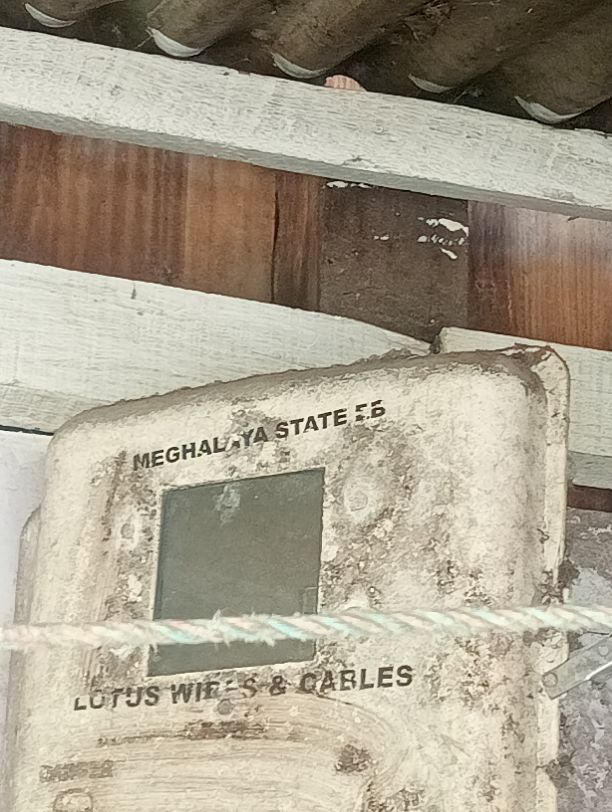 MEGHALAYA STATE EB
LOTUS WIRES & CABLES